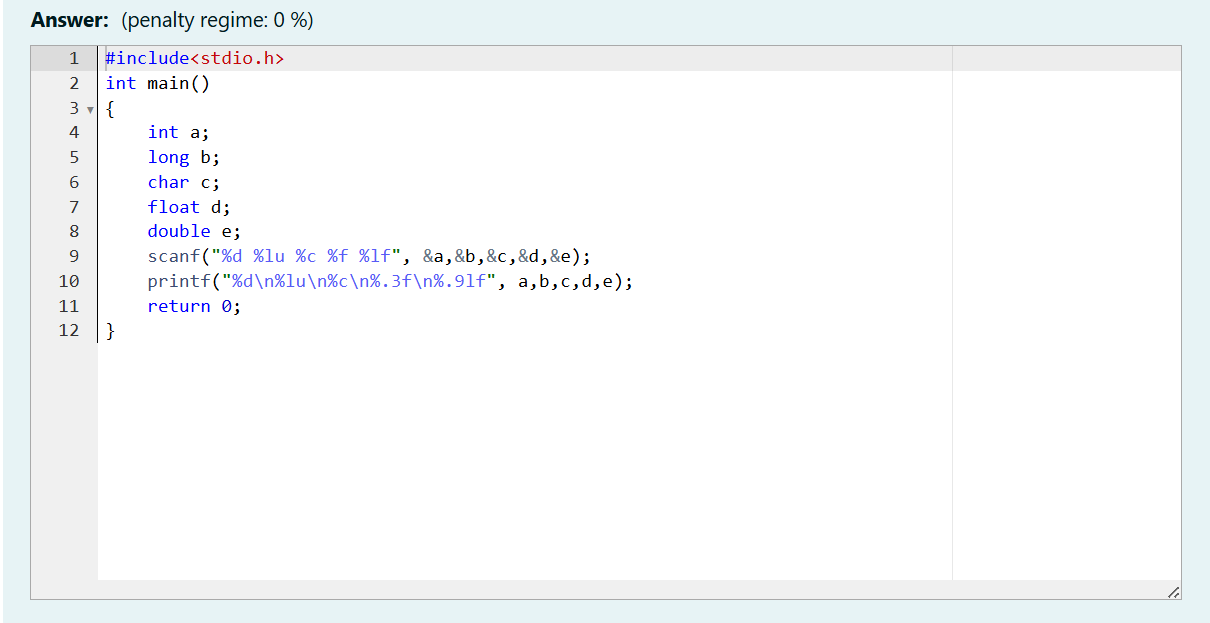 Answer: (penalty regime: 0 %)
1 #include<stdio.h>
2 int main()
3 {
4     int a;
5     long b;
6     char c;
7     float d;
8     double e;
9     scanf("%d %lu %c %f %lf", &a,&b,&c,&d,&e);
10     printf("%d\n%lu\n%c\n%.3f\n%.9lf", a,b,c,d,e);
11     return 0;
12 }